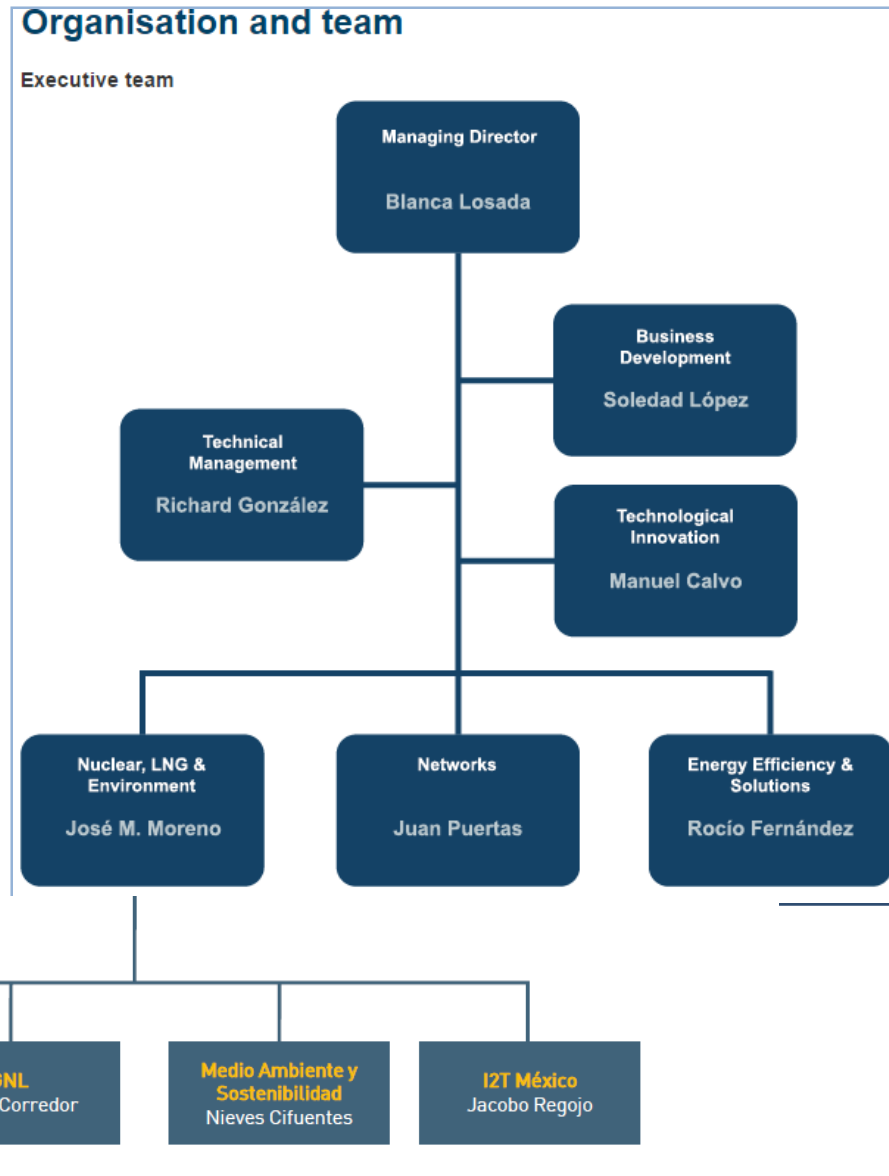 Organisation and team
Executive team
Managing Director
Blanca Losada
Business
Development
Soledad López
Technical
Management
Richard González
Technological
Innovation
Manuel Calvo
Nuclear, LNG &
Environment
José M. Moreno
Networks
Juan Puertas
Energy Efficiency &
Solutions
Rocío Fernández
Corredor
Medio Ambiente y
Sostenibilidad
Nieves Cifuentes
I2T México
Jacobo Regojo